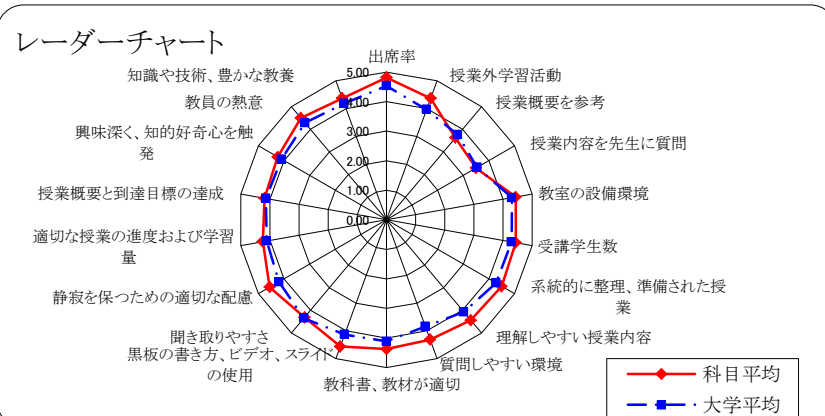 レーダーチャート
出席率
授業外学習活動
授業概要を参考
授業内容を先生に質問
教室の設備環境
受講学生数
系統的に整理、準備された授
業
理解しやすい授業内容
質問しやすい環境
教科書、教材が適切
黒板の書き方、ビデオ、スライド
の使用
聞き取りやすさ
静寂を保つための適切な配慮
適切な授業の進度および学習
量
授業概要と到達目標の達成
興味深く、知的好奇心を触
発
教員の熱意
知識や技術、豊かな教養
5.00
4.00
3.00
2.00
1.00
0.00
科目平均
大学平均